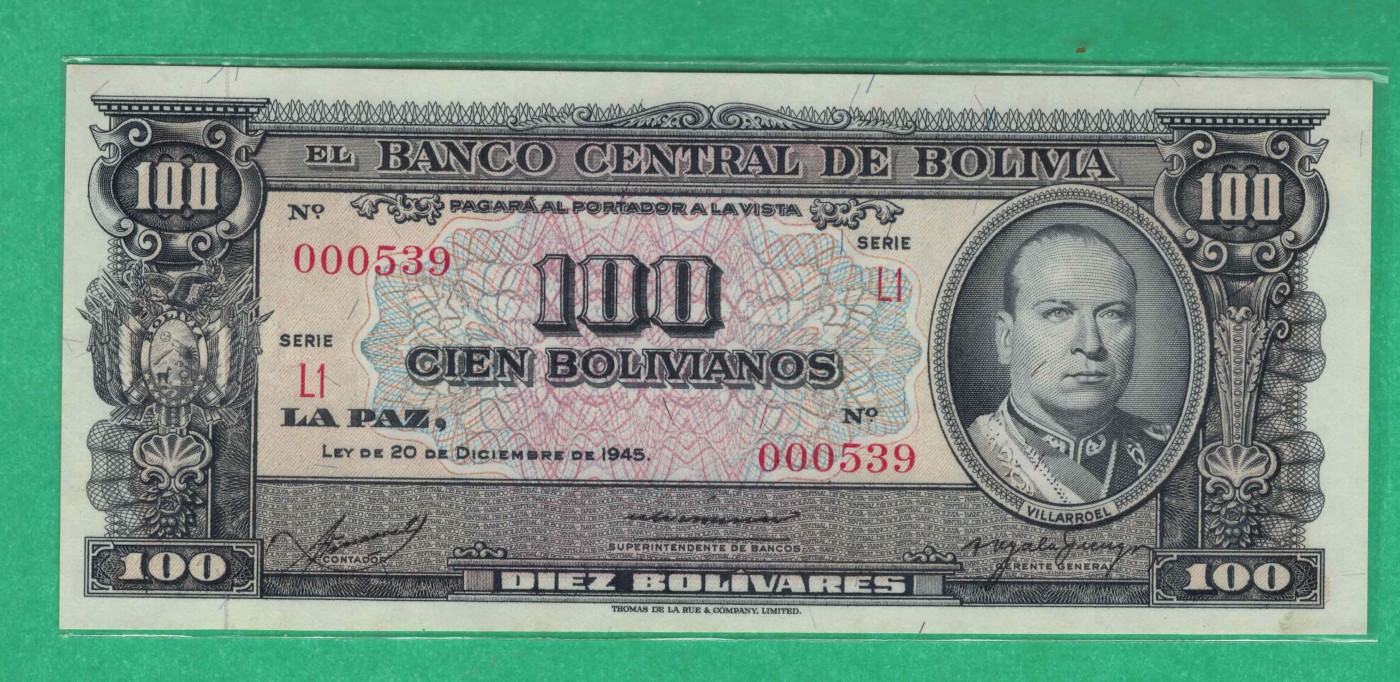 EL BANCO CENTRAL DE BOLIVIA
100
100
Nº
PAGARÁ AL PORTADOR A LA VISTA
SERIE
000539
L1
100
SERIE
L1
CIEN BOLIVIANOS
LA PAZ,
Nº
LEY DE 20 DE DICIEMBRE DE 1945.
000539
VILLARROEL
CONTADOR
SUPERINTENDENTE DE BANCOS
GERENTE GENERAL
100
DIEZ BOLÍVARES
100
THOMAS DE LA RUE & COMPANY, LIMITED.